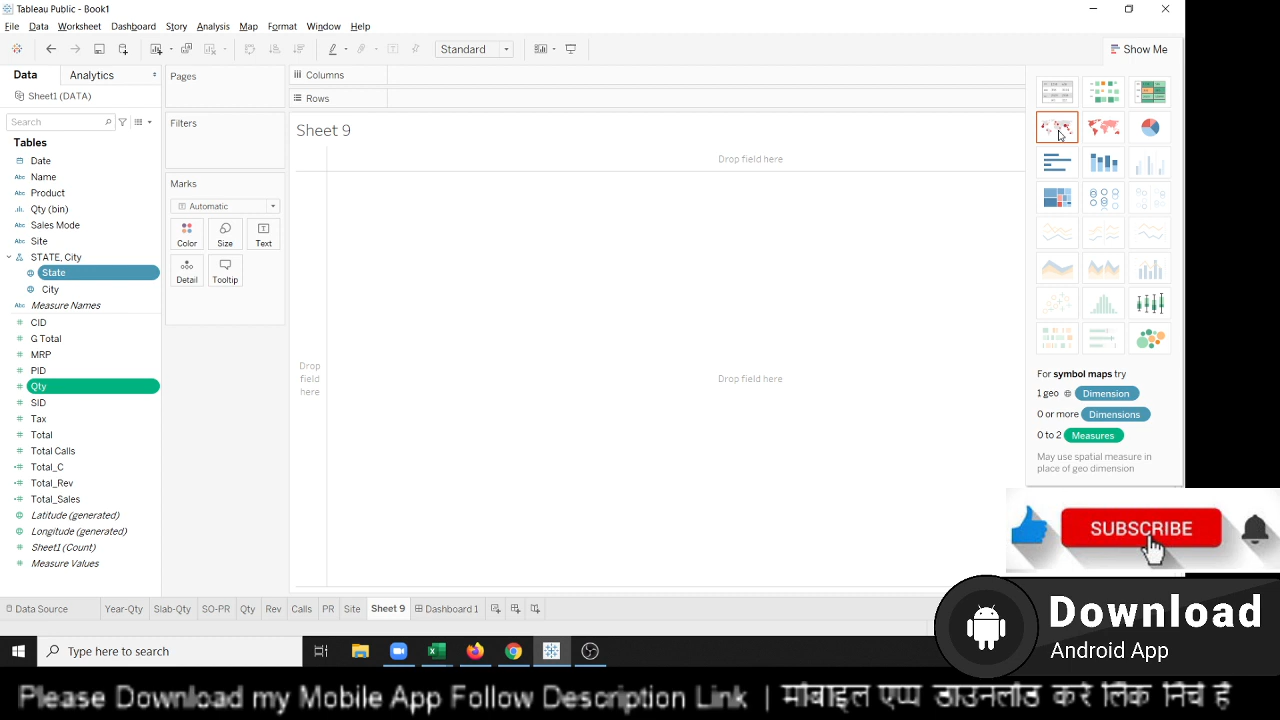 Tableau Public - Book1
File Data Worksheet Dashboard Story Analysis Map Format Window Help
Standard
Show Me
Data Analytics
Pages
Columns
Sheet1 (DATA)
Rows
Search
Filters
Sheet 9
Tables
Drop field here
Date
Name
Marks
Product
Automatic
Qty (bin)
Sales Mode
Color Size Text
Site
STATE, City
State
Detail Tooltip
City
Measure Names
CID
G Total
MRP
PID
Drop field here
Drop field here
Qty
SID
Tax
Total
Total Calls
Total_C
Total_Rev
Total_Sales
Latitude (generated)
Longitude (generated)
Sheet1 (Count)
Measure Values
For symbol maps try
1 geo Dimension
0 or more Dimensions
0 to 2 Measures
May use spatial measure in
place of geo dimension
SUBSCRIBE
Data Source Year-Qty Slab-Qty SO-PR Qty Rev Calls PR Site Sheet 9 Dashboard 1
Download
Android App
Type here to search
Please Download my Mobile App Follow Description Link | मोबाइल एप्प डाउनलोड करे लिंक निचे है